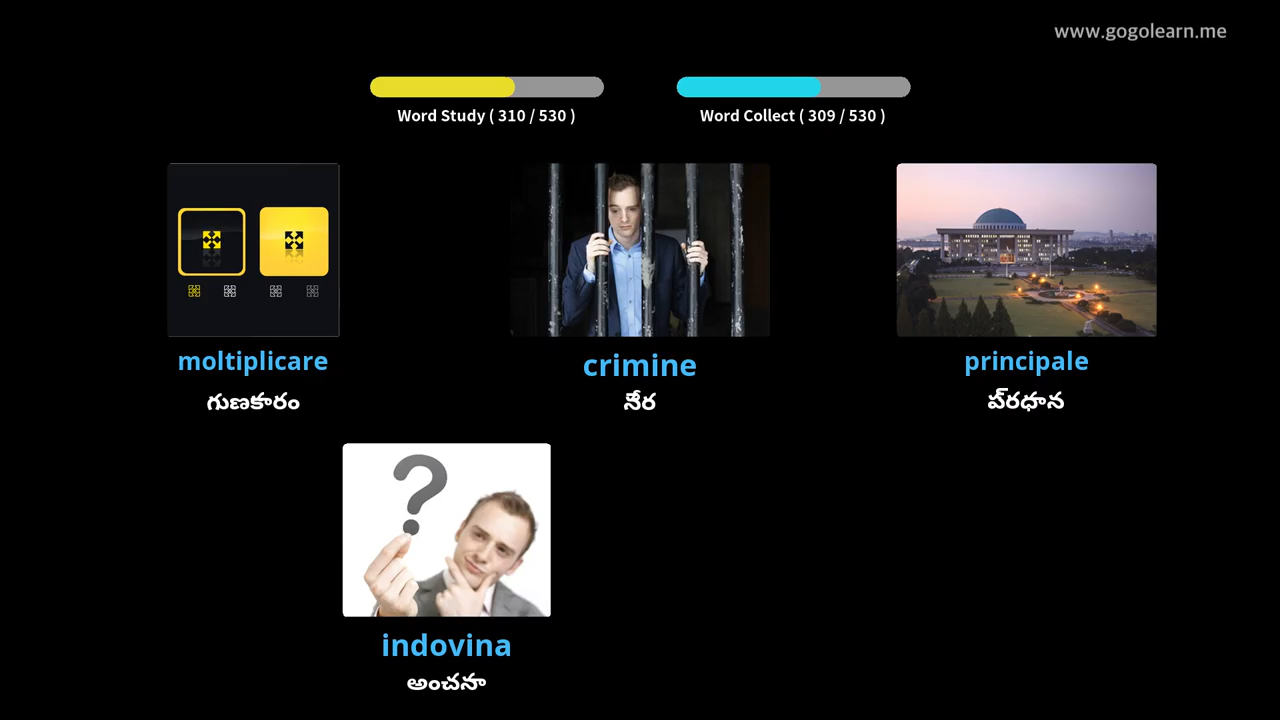 www.gogolearn.me
Word Study ( 310 / 530 )
Word Collect ( 309 / 530 )
moltiplicare
గుణకారం
crimine
నేర
principale
ప్రధాన
indovina
అంచనా